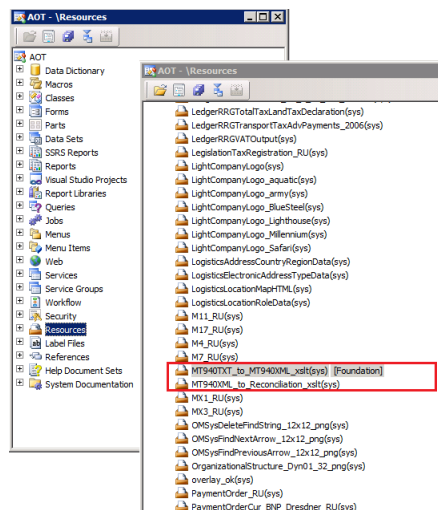 AOT - \Resources
AOT
Data Dictionary
Macros
Classes
Forms
Parts
Data Sets
SSRS Reports
Reports
Visual Studio Projects
Report Libraries
Queries
Jobs
Menus
Menu Items
Web
Services
Service Groups
Workflow
Security
Resources
Label Files
References
Help Document Sets
System Documentation
AOT - \Resources
LedgerRRGTotalTaxLandTaxDeclaration(sys)
LedgerRRGTransportTaxAdvPayments_2006(sys)
LedgerRRGVATOutput(sys)
LegislationTaxRegistration_RU(sys)
LightCompanyLogo(sys)
LightCompanyLogo_aquatic(sys)
LightCompanyLogo_army(sys)
LightCompanyLogo_BlueSteel(sys)
LightCompanyLogo_Lighthouse(sys)
LightCompanyLogo_Millennium(sys)
LightCompanyLogo_Safari(sys)
LogisticsAddressCountryRegionData(sys)
LogisticsElectronicAddressTypeData(sys)
LogisticsLocationMapHTML(sys)
LogisticsLocationRoleData(sys)
M11_RU(sys)
M17_RU(sys)
M4_RU(sys)
M7_RU(sys)
MT940TXT_to_MT940XML_xslt(sys) [Foundation]
MT940XML_to_Reconciliation_xslt(sys)
MX1_RU(sys)
MX3_RU(sys)
OMSysDeleteFindString_12x12_png(sys)
OMSysFindNextArrow_12x12_png(sys)
OMSysFindPreviousArrow_12x12_png(sys)
OrganizationalStructure_Dyn01_32_png(sys)
overlay_ok(sys)
PaymentOrder_RU(sys)
PaymentOrderCur_BNP_Dresdner_RU(sys)